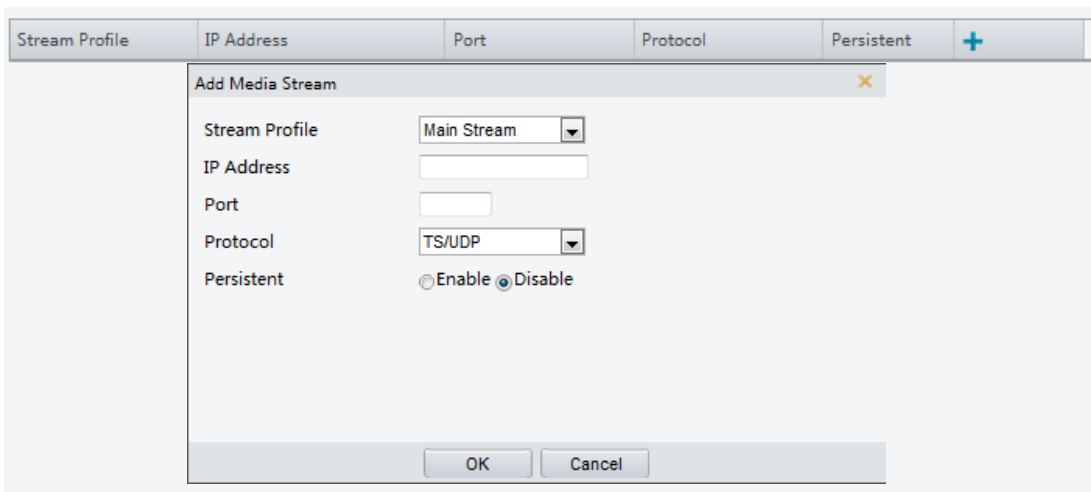 Stream Profile IP Address Port Protocol Persistent +
Add Media Stream ×
Stream Profile Main Stream
IP Address
Port
Protocol TS/UDP
Persistent Enable Disable
OK Cancel